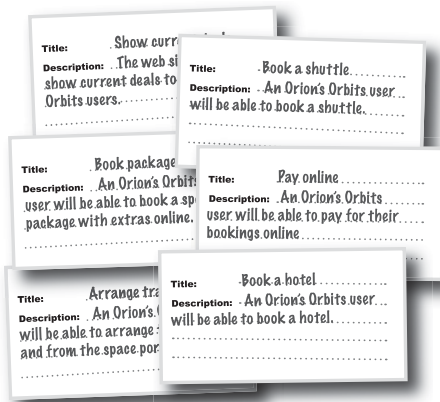 Title: Show curr
Description: The web si
show current deals to
Orbits users.
Title: Book a shuttle
Description: An Orion's Orbits user
will be able to book a shuttle.
Title: Book package
Description: An Orion's Orbits
user will be able to book a spe
package with extras online.
Title: Pay online
Description: An Orion's Orbits
user will be able to pay for their
bookings online
Title: Arrange tra
Description: An Orion's O
will be able to arrange
and from the space por
Title: Book a hotel
Description: An Orion's Orbits user
will be able to book a hotel.